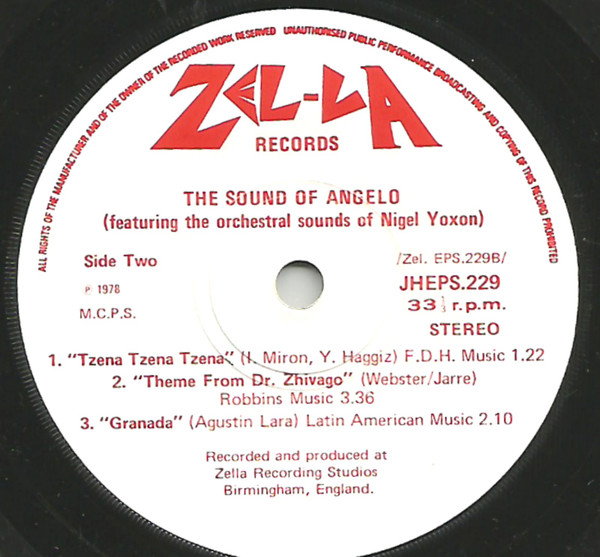 ALL RIGHTS OF THE MANUFACTURER AND OF THE OWNER OF THE RECORDED WORK RESERVED UNAUTHORISED PUBLIC PERFORMANCE BROADCASTING AND COPYING OF THIS RECORD PROHIBITED
ZEL-LA
RECORDS
THE SOUND OF ANGELO
(featuring the orchestral sounds of Nigel Yoxon)
Side Two
/Zel. EPS.229B/
℗ 1978
JHEPS.229
M.C.P.S.
33⅓ r.p.m.
STEREO
1. "Tzena Tzena Tzena" (I. Miron, Y. Haggiz) F.D.H. Music 1.22
2. "Theme From Dr. Zhivago" (Webster/Jarre)
Robbins Music 3.36
3. "Granada" (Agustin Lara) Latin American Music 2.10
Recorded and produced at
Zella Recording Studios
Birmingham, England.